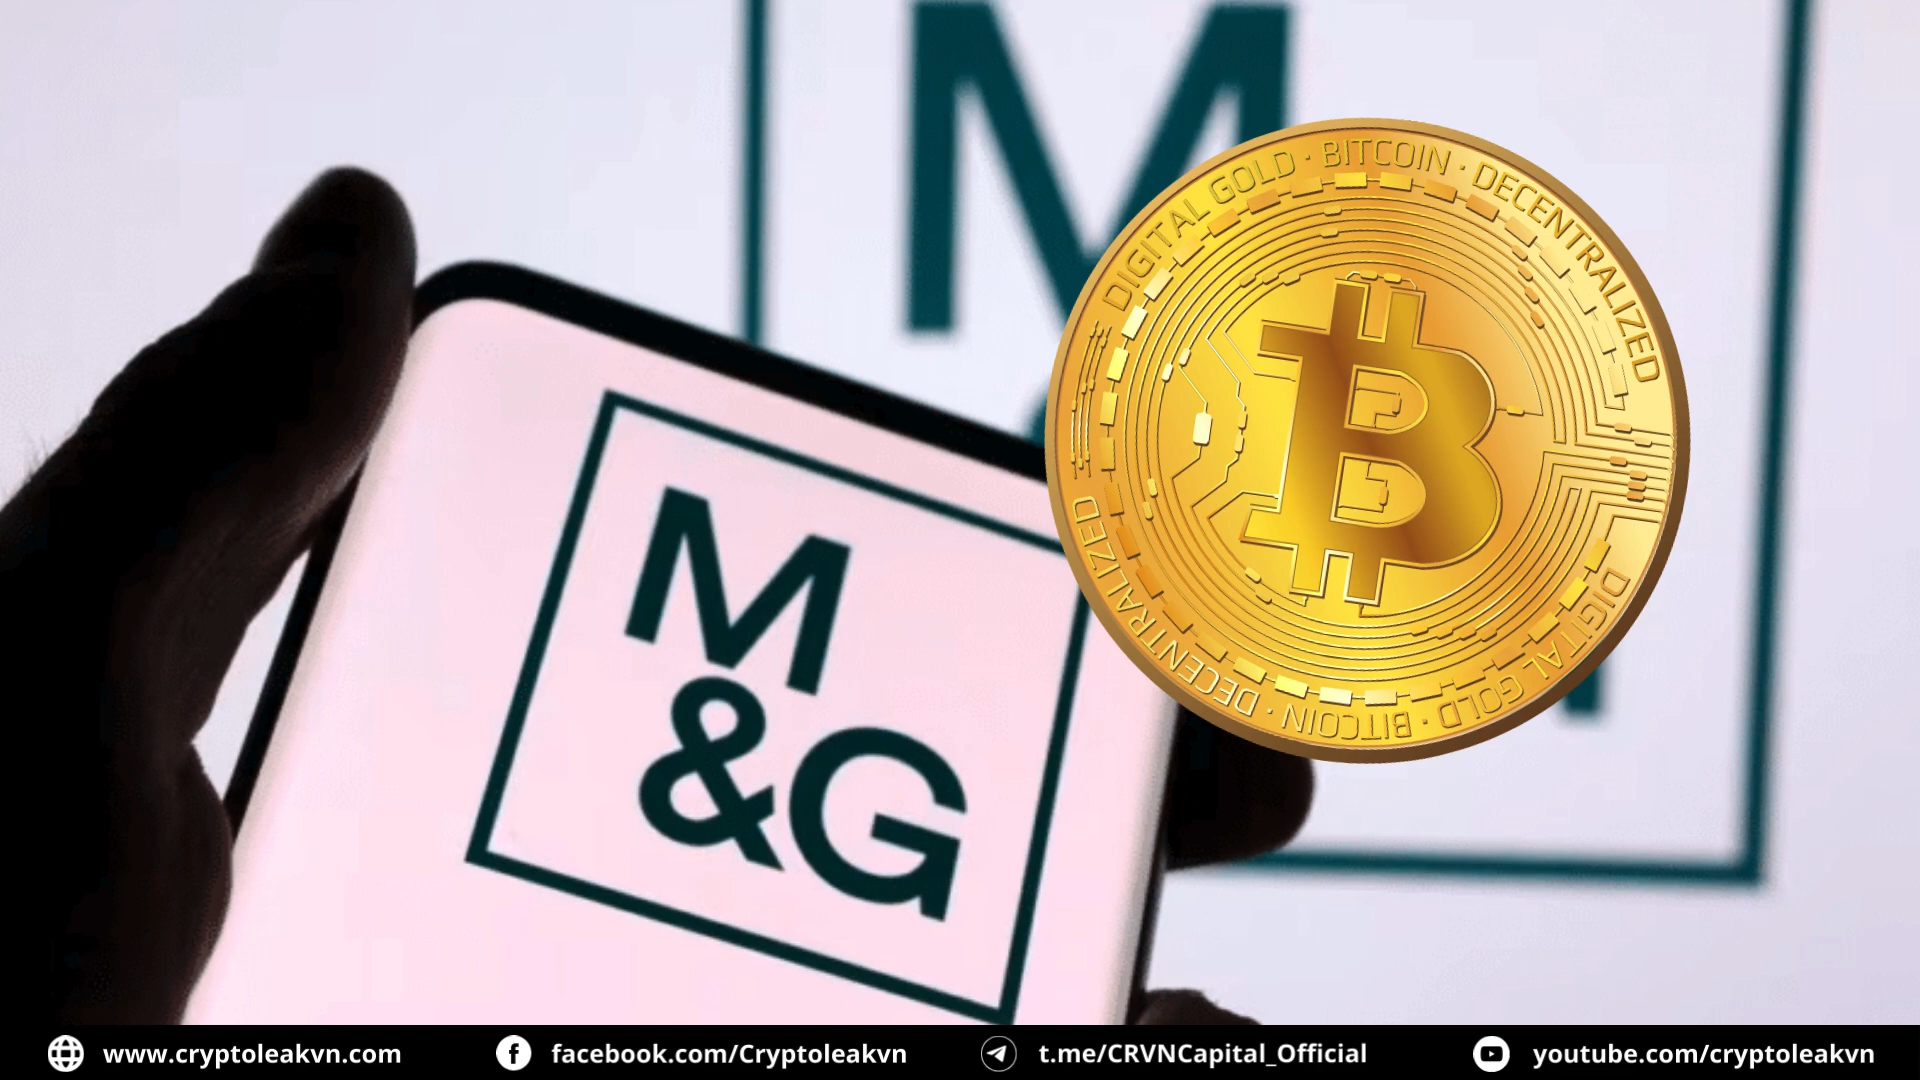 M
M
&G
DIGITAL GOLD · BITCOIN · DECENTRALIZED
DIGITAL GOLD · BITCOIN · DECENTRALIZED
www.cryptoleakvn.com
facebook.com/Cryptoleakvn
t.me/CRVNCapital_Official
youtube.com/cryptoleakvn